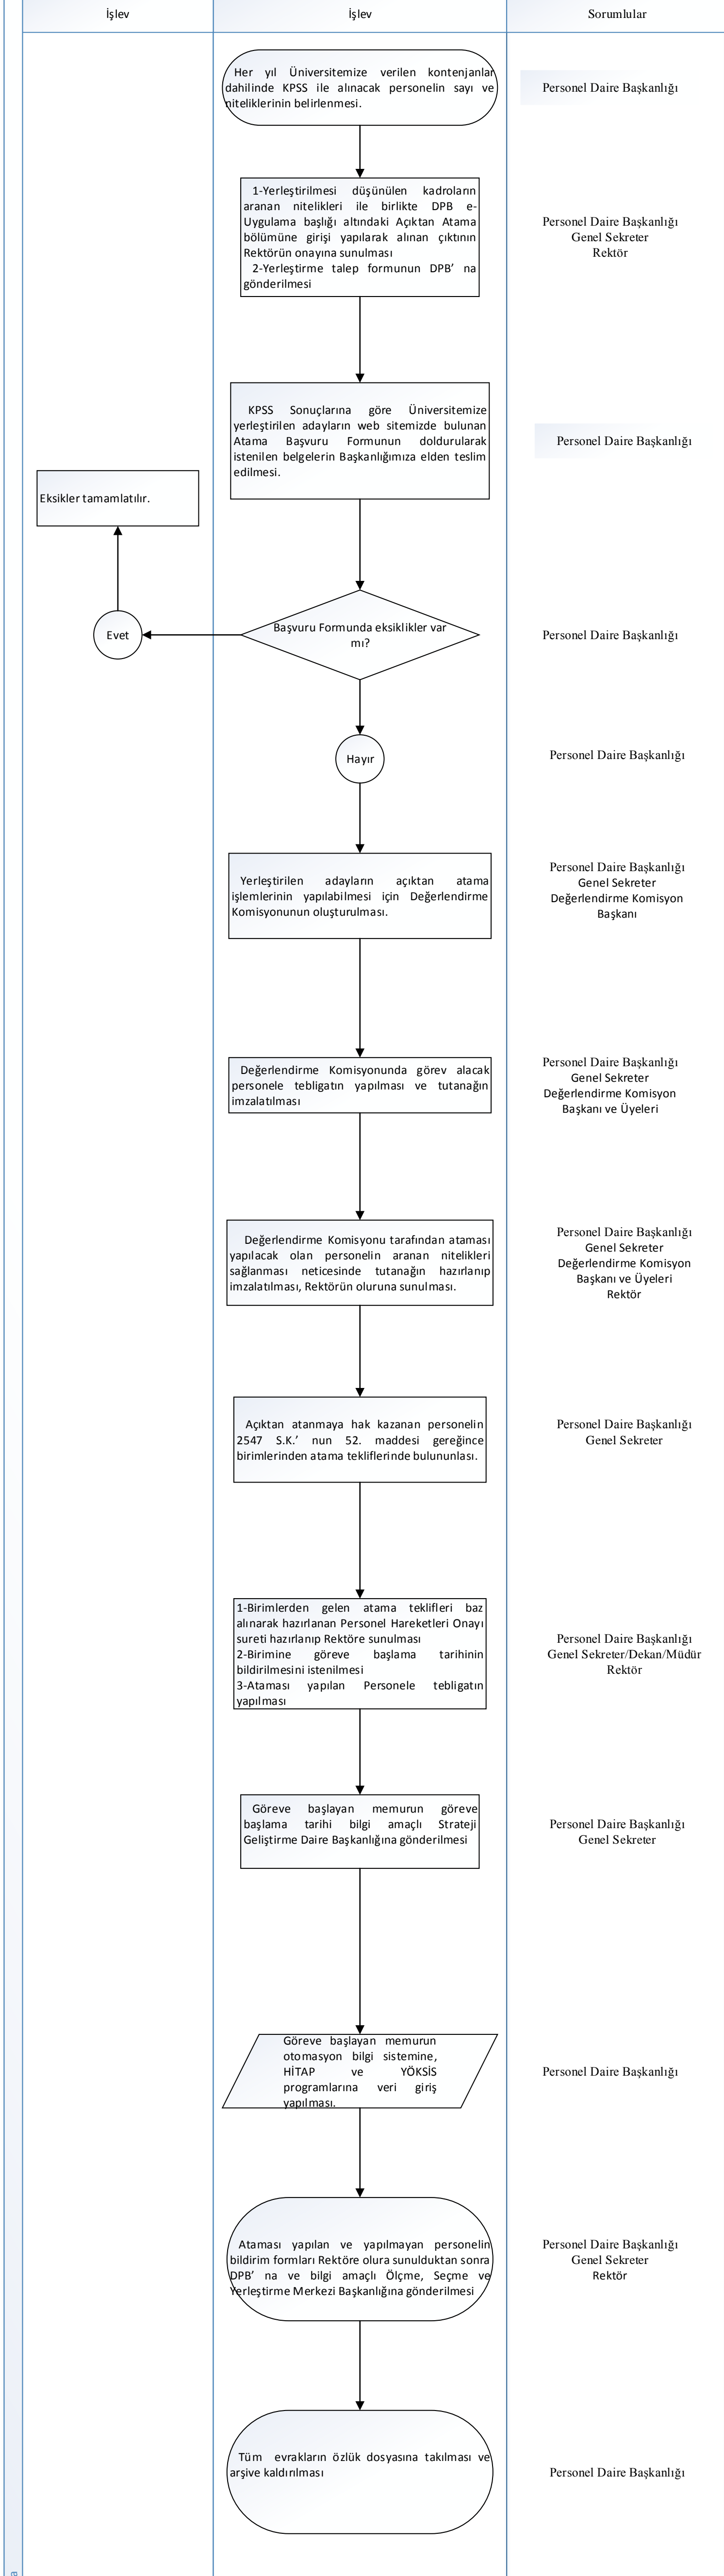 İşlev
İşlev
Sorumlular
Her yıl Üniversitemize verilen kontenjanlar
dahilinde KPSS ile alınacak personelin sayı ve
niteliklerinin belirlenmesi.
Personel Daire Başkanlığı
1-Yerleştirilmesi düşünülen kadroların
aranan nitelikleri ile birlikte DPB e-
Uygulama başlığı altındaki Açıktan Atama
bölümüne girişi yapılarak alınan çıktının
Rektörün onayına sunulması
2-Yerleştirme talep formunun DPB’ na
gönderilmesi
Personel Daire Başkanlığı
Genel Sekreter
Rektör
KPSS Sonuçlarına göre Üniversitemize
yerleştirilen adayların web sitemizde bulunan
Atama Başvuru Formunun doldurularak
istenilen belgelerin Başkanlığımıza elden teslim
edilmesi.
Personel Daire Başkanlığı
Eksikler tamamlatılır.
Evet
Başvuru Formunda eksiklikler var
mı?
Personel Daire Başkanlığı
Hayır
Personel Daire Başkanlığı
Yerleştirilen adayların açıktan atama
işlemlerinin yapılabilmesi için Değerlendirme
Komisyonunun oluşturulması.
Personel Daire Başkanlığı
Genel Sekreter
Değerlendirme Komisyon
Başkanı
Değerlendirme Komisyonunda görev alacak
personele tebligatın yapılması ve tutanağın
imzalatılması
Personel Daire Başkanlığı
Genel Sekreter
Değerlendirme Komisyon
Başkanı ve Üyeleri
Değerlendirme Komisyonu tarafından ataması
yapılacak olan personelin aranan nitelikleri
sağlanması neticesinde tutanağın hazırlanıp
imzalatılması, Rektörün oluruna sunulması.
Personel Daire Başkanlığı
Genel Sekreter
Değerlendirme Komisyon
Başkanı ve Üyeleri
Rektör
Açıktan atanmaya hak kazanan personelin
2547 S.K.’ nun 52. maddesi gereğince
birimlerinden atama tekliflerinde bulununlası.
Personel Daire Başkanlığı
Genel Sekreter
1-Birimlerden gelen atama teklifleri baz
alınarak hazırlanan Personel Hareketleri Onayı
sureti hazırlanıp Rektöre sunulması
2-Birimine göreve başlama tarihinin
bildirilmesini istenilmesi
3-Ataması yapılan Personele tebligatın
yapılması
Personel Daire Başkanlığı
Genel Sekreter/Dekan/Müdür
Rektör
Göreve başlayan memurun göreve
başlama tarihi bilgi amaçlı Strateji
Geliştirme Daire Başkanlığına gönderilmesi
Personel Daire Başkanlığı
Genel Sekreter
Göreve başlayan memurun
otomasyon bilgi sistemine,
HİTAP ve YÖKSİS
programlarına veri giriş
yapılması.
Personel Daire Başkanlığı
Ataması yapılan ve yapılmayan personelin
bildirim formları Rektöre olura sunulduktan sonra
DPB’ na ve bilgi amaçlı Ölçme, Seçme ve
Yerleştirme Merkezi Başkanlığına gönderilmesi
Personel Daire Başkanlığı
Genel Sekreter
Rektör
Tüm evrakların özlük dosyasına takılması ve
arşive kaldırılması
Personel Daire Başkanlığı